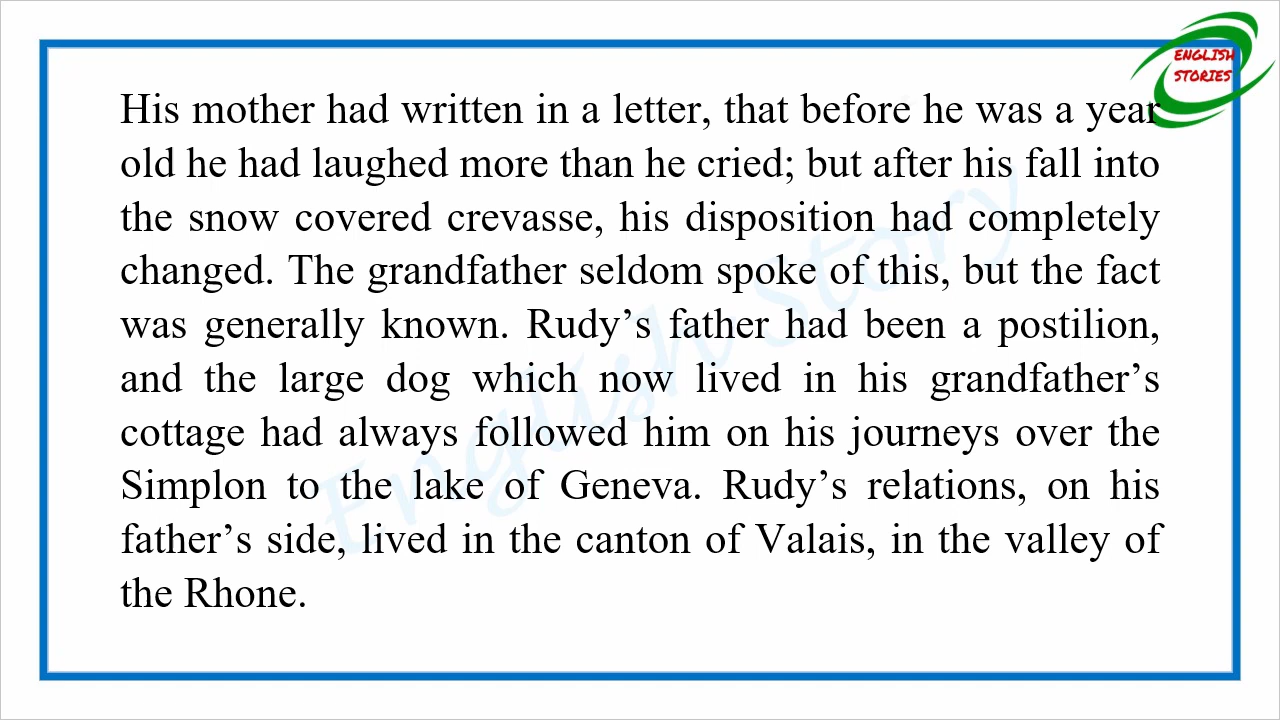 ENGLISH
STORIES
His mother had written in a letter, that before he was a year
old he had laughed more than he cried; but after his fall into
the snow covered crevasse, his disposition had completely
changed. The grandfather seldom spoke of this, but the fact
was generally known. Rudy’s father had been a postilion,
and the large dog which now lived in his grandfather’s
cottage had always followed him on his journeys over the
Simplon to the lake of Geneva. Rudy’s relations, on his
father’s side, lived in the canton of Valais, in the valley of
the Rhone.
English Story